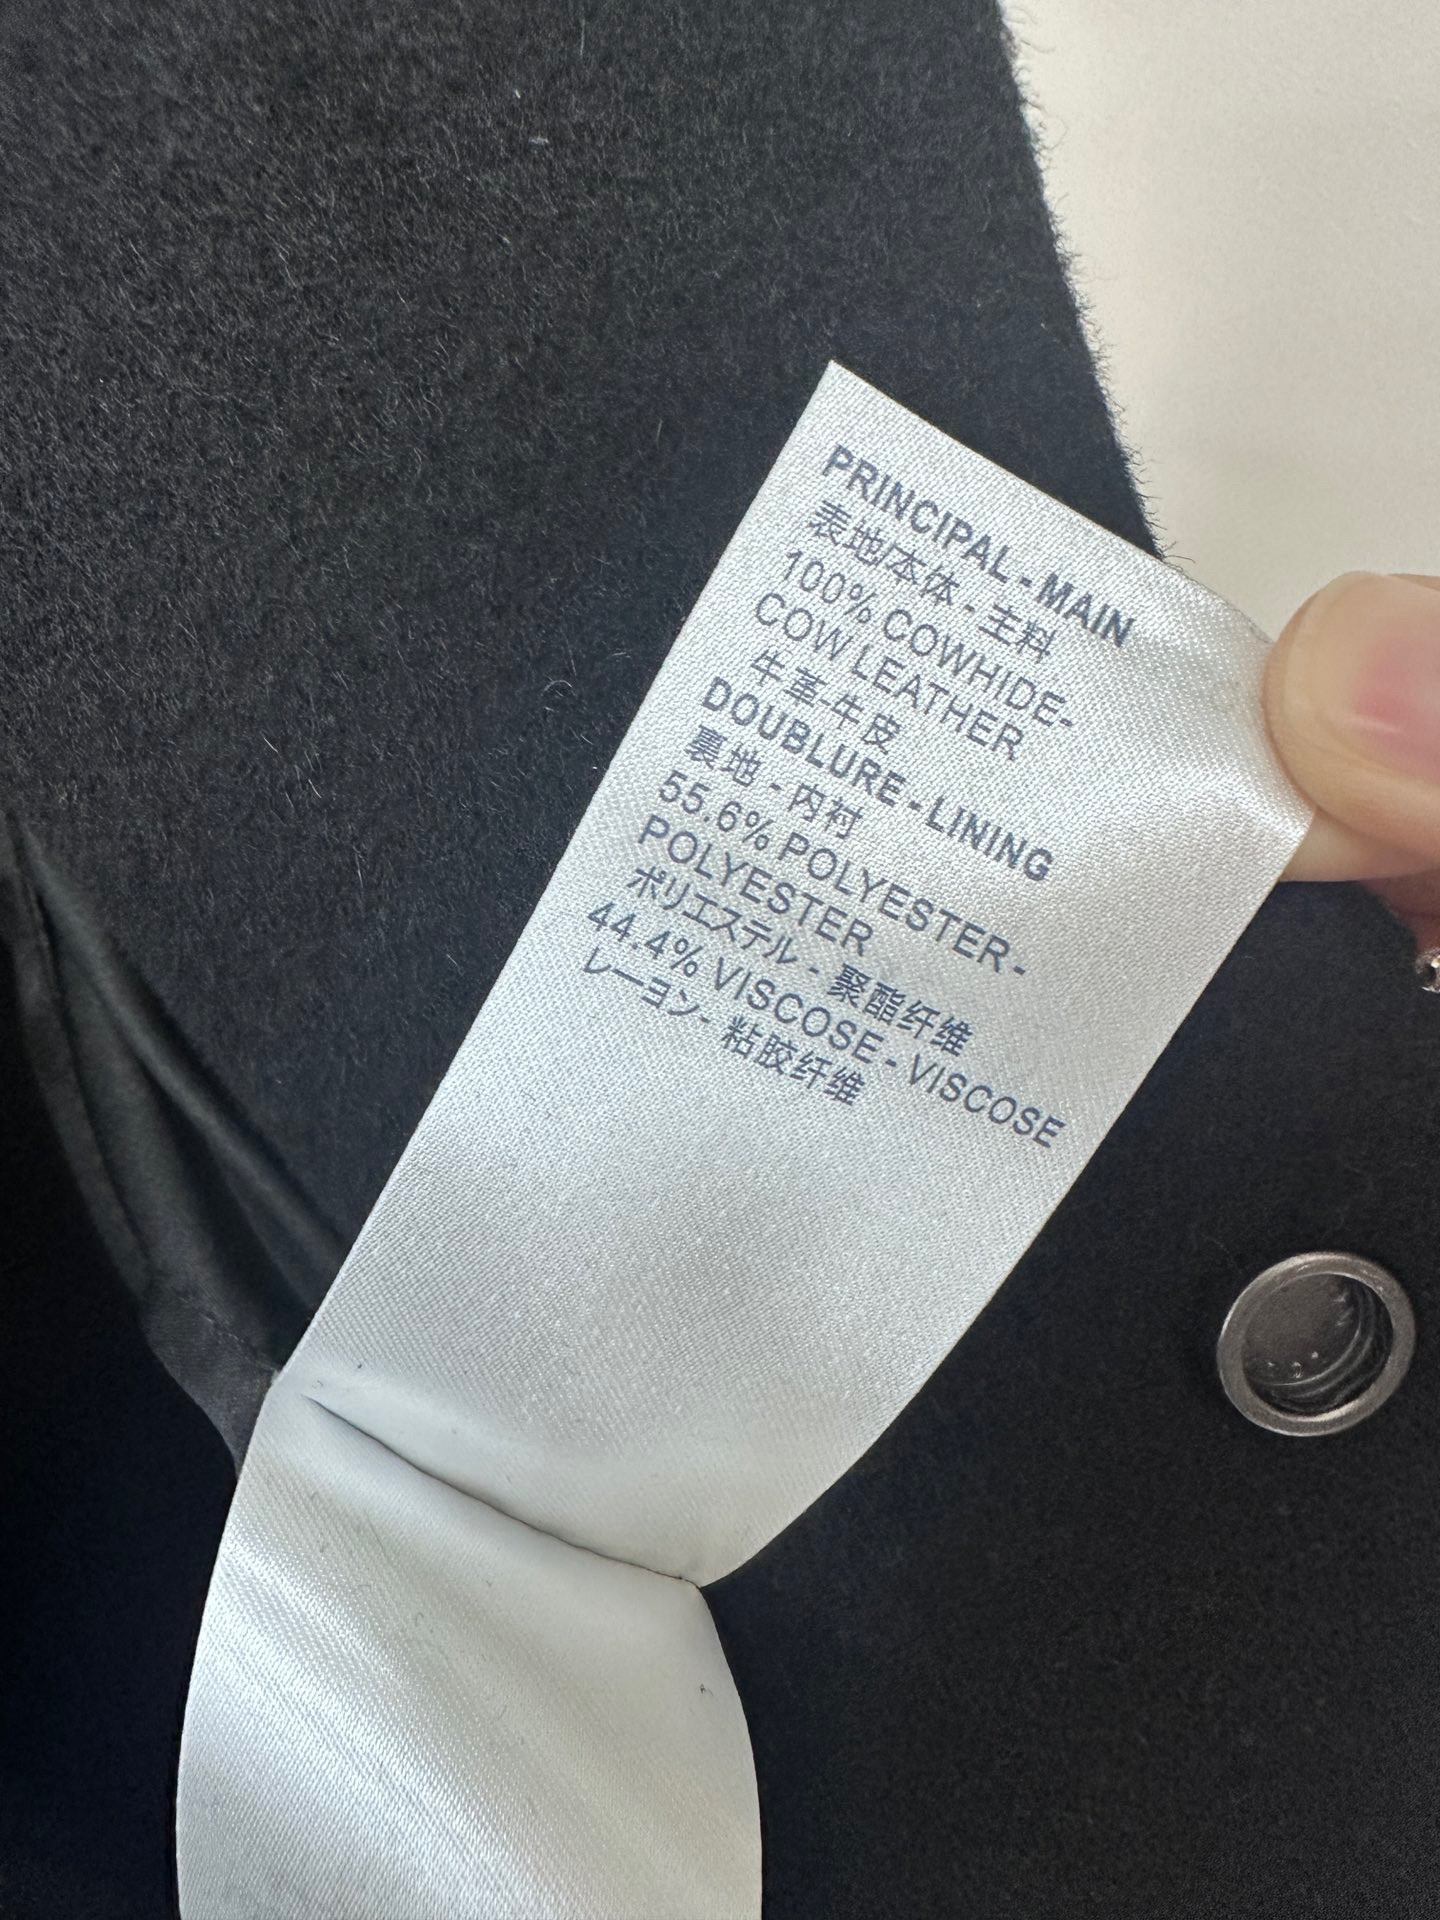 PRINCIPAL - MAIN
表地/本体 - 主料
100% COWHIDE-
COW LEATHER
牛革-牛皮
DOUBLURE - LINING
裏地 - 内衬
55.6% POLYESTER-
POLYESTER
ポリエステル - 聚酯纤维
44.4% VISCOSE - VISCOSE
レーヨン- 粘胶纤维